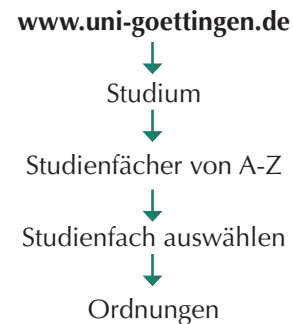 www.uni-goettingen.de
Studium
Studienfächer von A-Z
Studienfach auswählen
Ordnungen